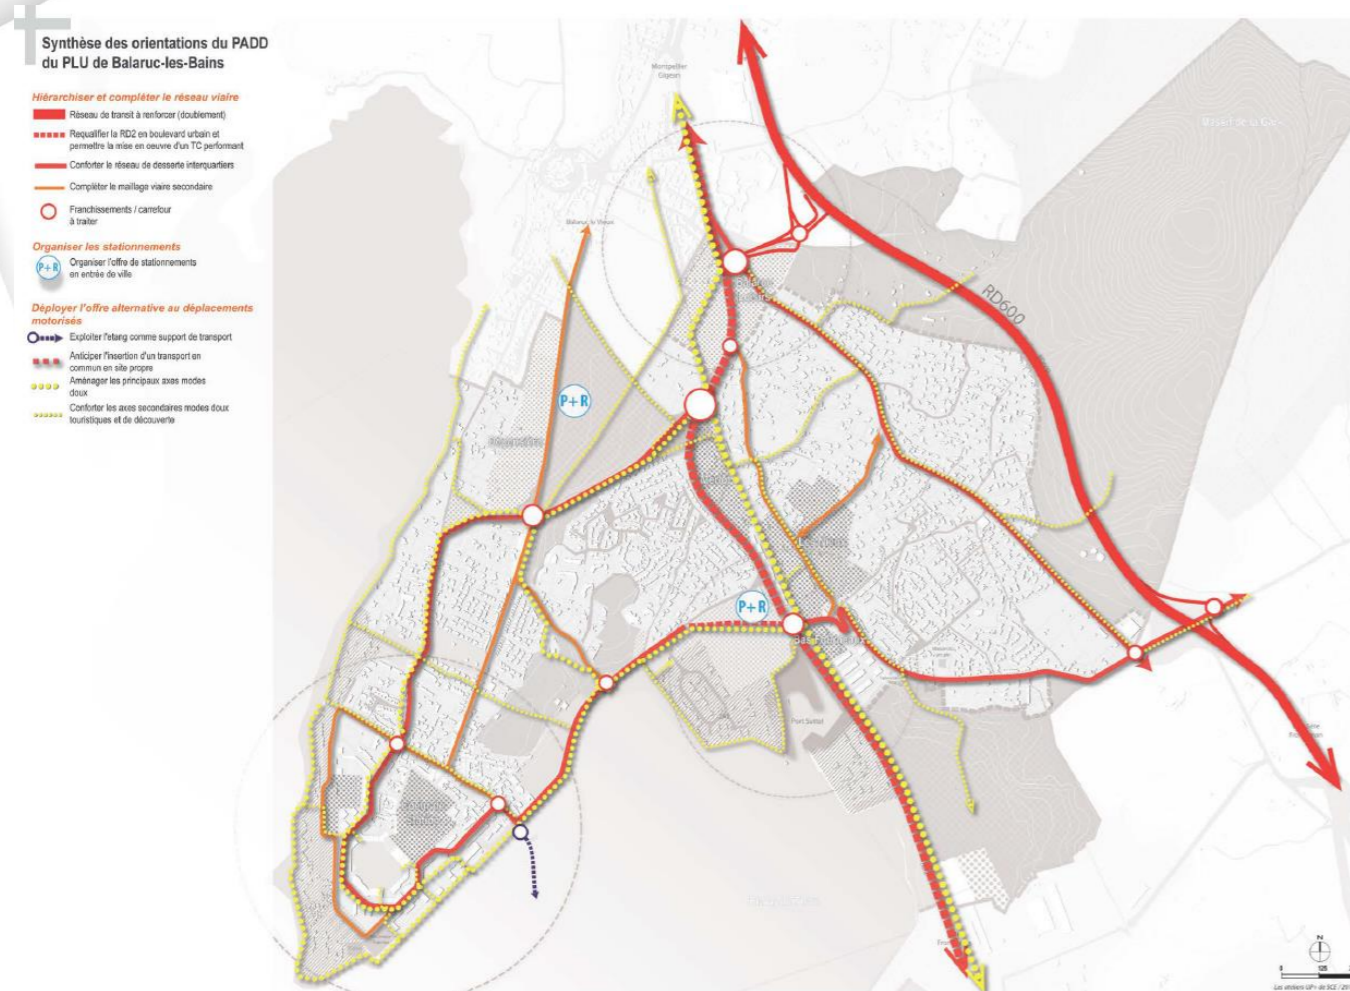 Synthèse des orientations du PADD
du PLU de Balaruc-les-Bains
Hiérarchiser et compléter le réseau viaire
Réseau de transit à renforcer (doublement)
Requalifier la RD2 en boulevard urbain et
permettre la mise en oeuvre d'un TC performant
Conforter le réseau de desserte interquartiers
Compléter le maillage viaire secondaire
Franchissements / carrefour
à traiter
Organiser les stationnements
P+R
Organiser l'offre de stationnements
en entrée de ville
Déployer l'offre alternative au déplacements
motorisés
Exploiter l'etang comme support de transport
Anticiper l'insertion d'un transport en
commun en site propre
Aménager les principaux axes modes
doux
Conforter les axes secondaires modes doux
touristiques et de découverte
Montpellier
Gigean
Massif de la
Balaruc le Vieux
RD600
P+R
P+R
Port Suttel
N
0 125